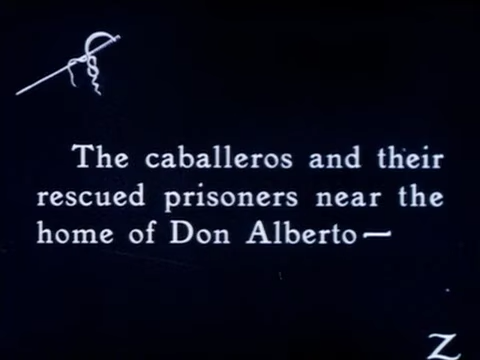 The caballeros and their
rescued prisoners near the
home of Don Alberto—
Z